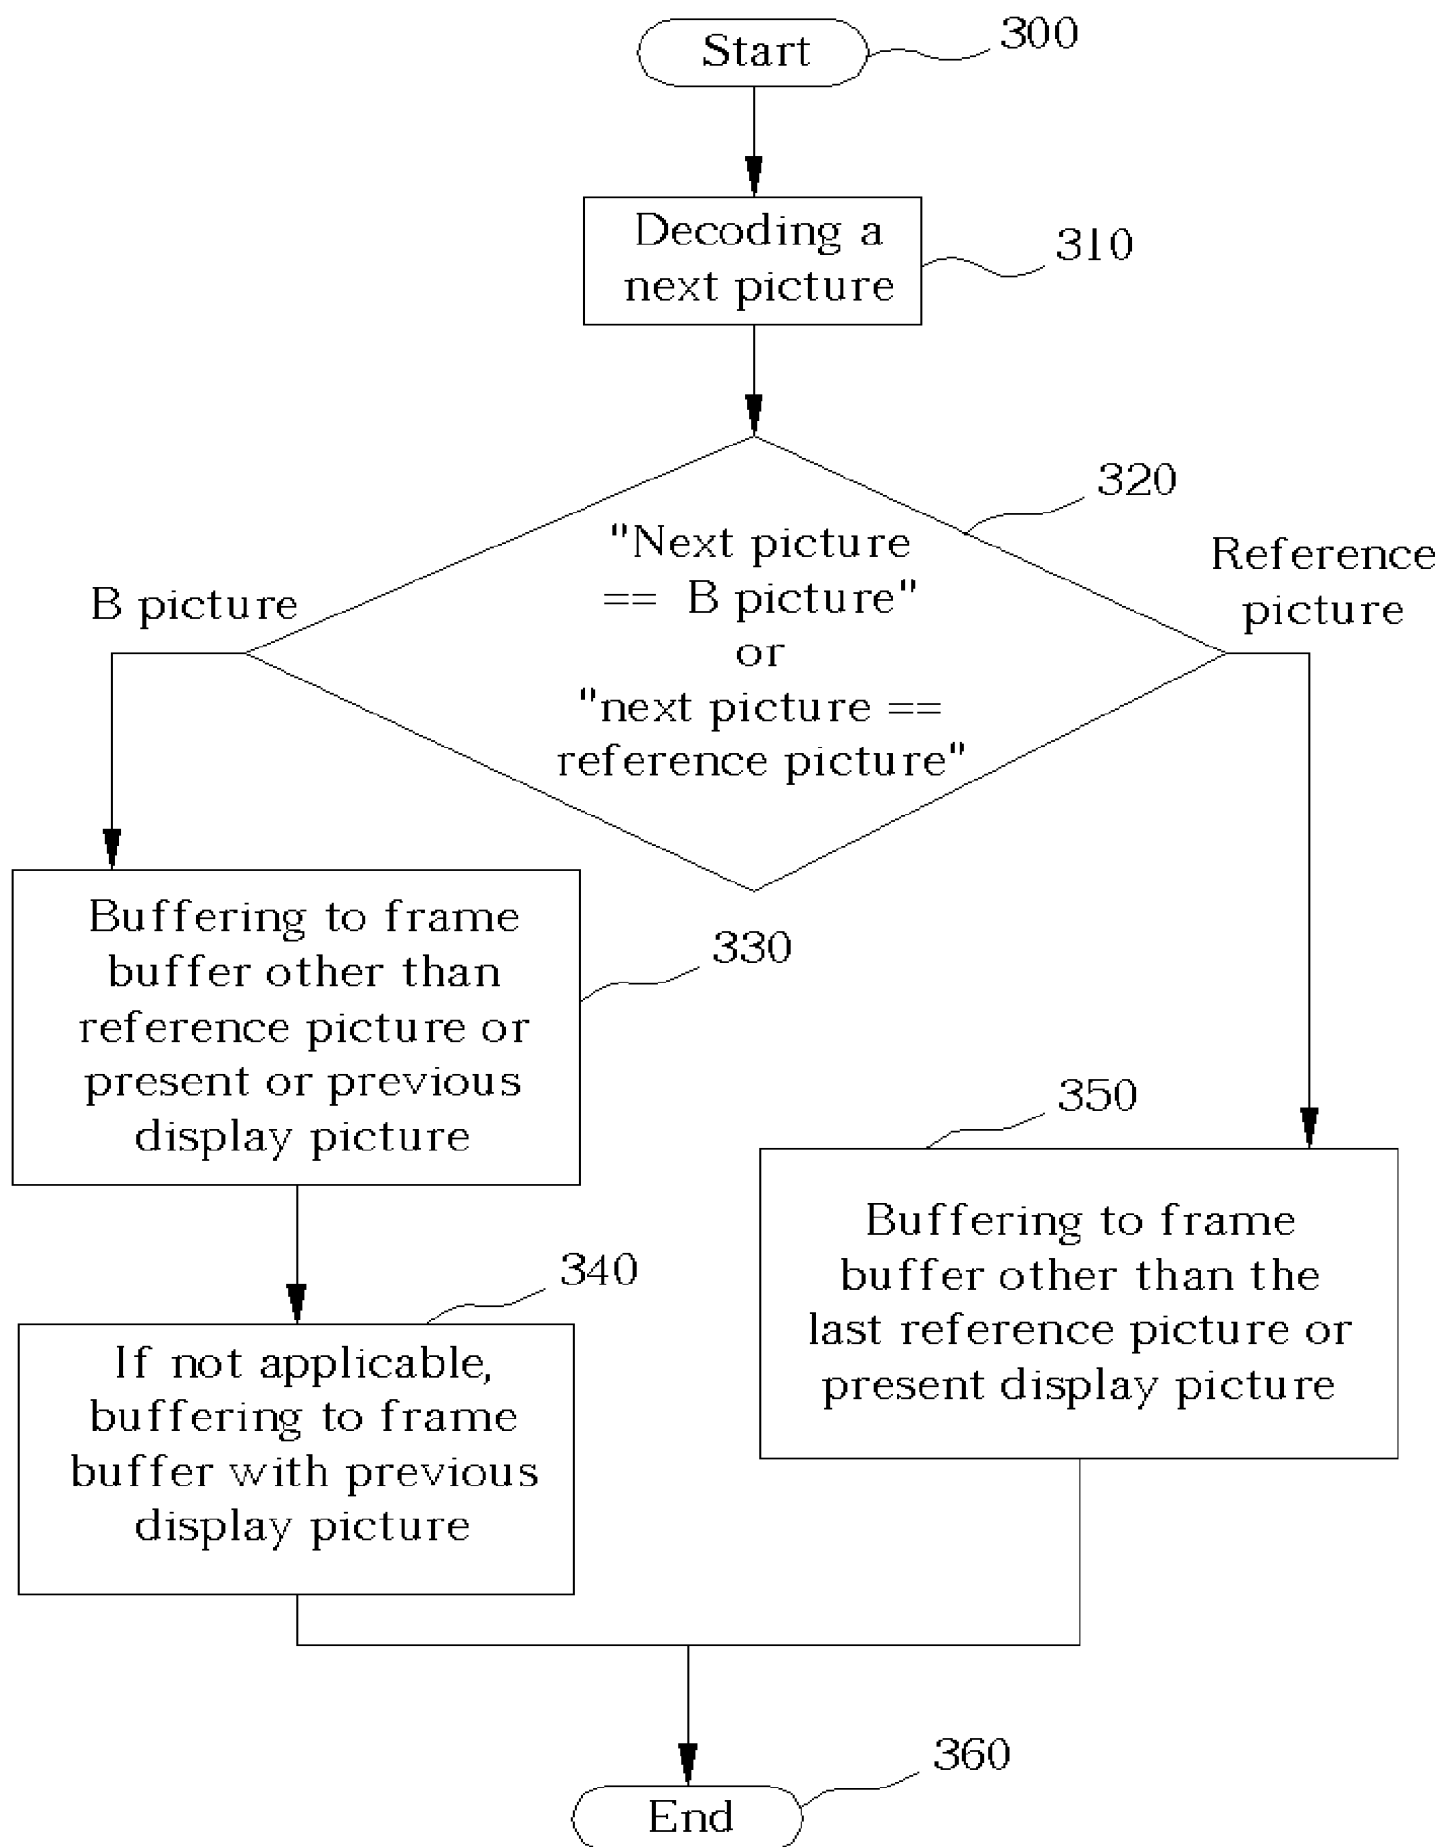 Start
300
Decoding a
next picture
310
320
"Next picture
== B picture"
or
"next picture ==
reference picture"
B picture
Reference
picture
Buffering to frame
buffer other than
reference picture or
present or previous
display picture
330
340
If not applicable,
buffering to frame
buffer with previous
display picture
350
Buffering to frame
buffer other than the
last reference picture or
present display picture
360
End